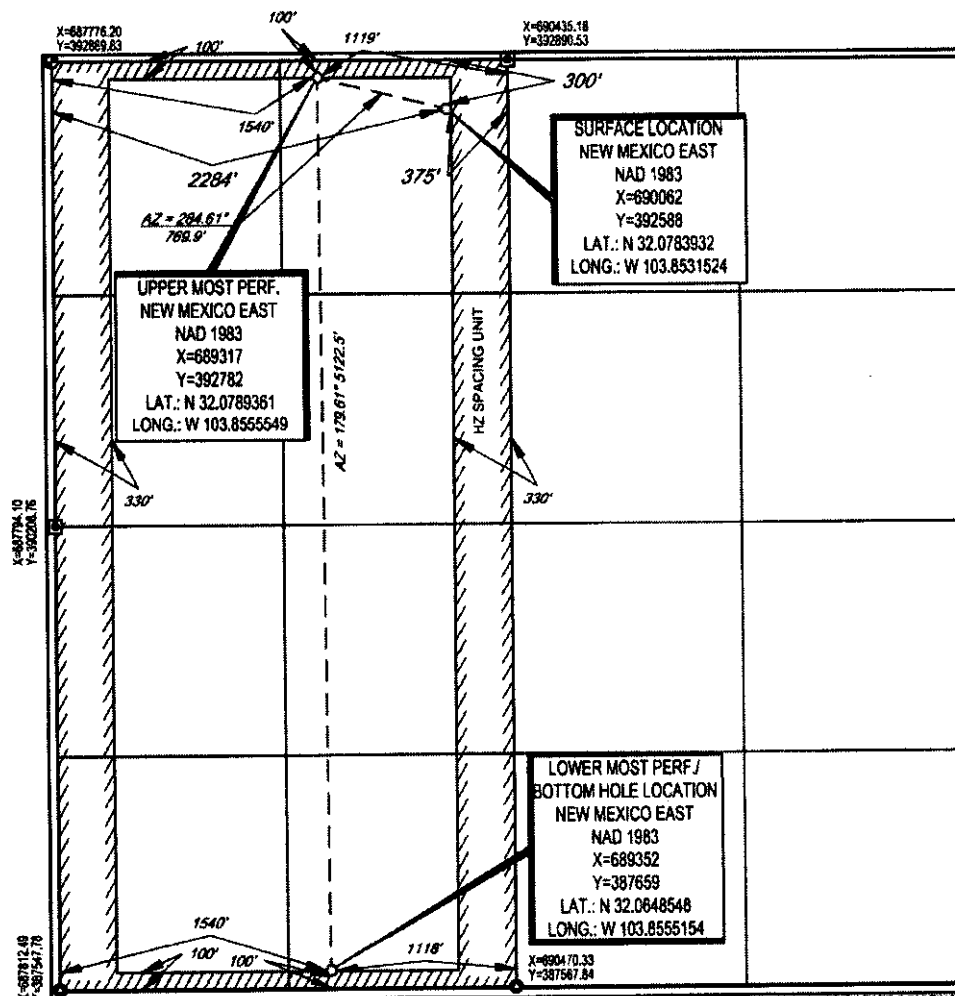 X=687776.20
Y=392869.83
100'
100'
1119'
X=690435.18
Y=392890.53
300'
1540'
2284'
375'
AZ = 284.61°
769.9'
SURFACE LOCATION
NEW MEXICO EAST
NAD 1983
X=690062
Y=392588
LAT.: N 32.0783932
LONG.: W 103.8531524
UPPER MOST PERF.
NEW MEXICO EAST
NAD 1983
X=689317
Y=392782
LAT.: N 32.0789361
LONG.: W 103.8555549
AZ = 179.61° 5122.5'
HZ SPACING UNIT
330'
330'
X=687794.10
Y=390208.76
LOWER MOST PERF./
BOTTOM HOLE LOCATION
NEW MEXICO EAST
NAD 1983
X=689352
Y=387659
LAT.: N 32.0648548
LONG.: W 103.8555154
1540'
100'
100'
1118'
X=687812.49
Y=387547.78
X=690470.33
Y=387567.84